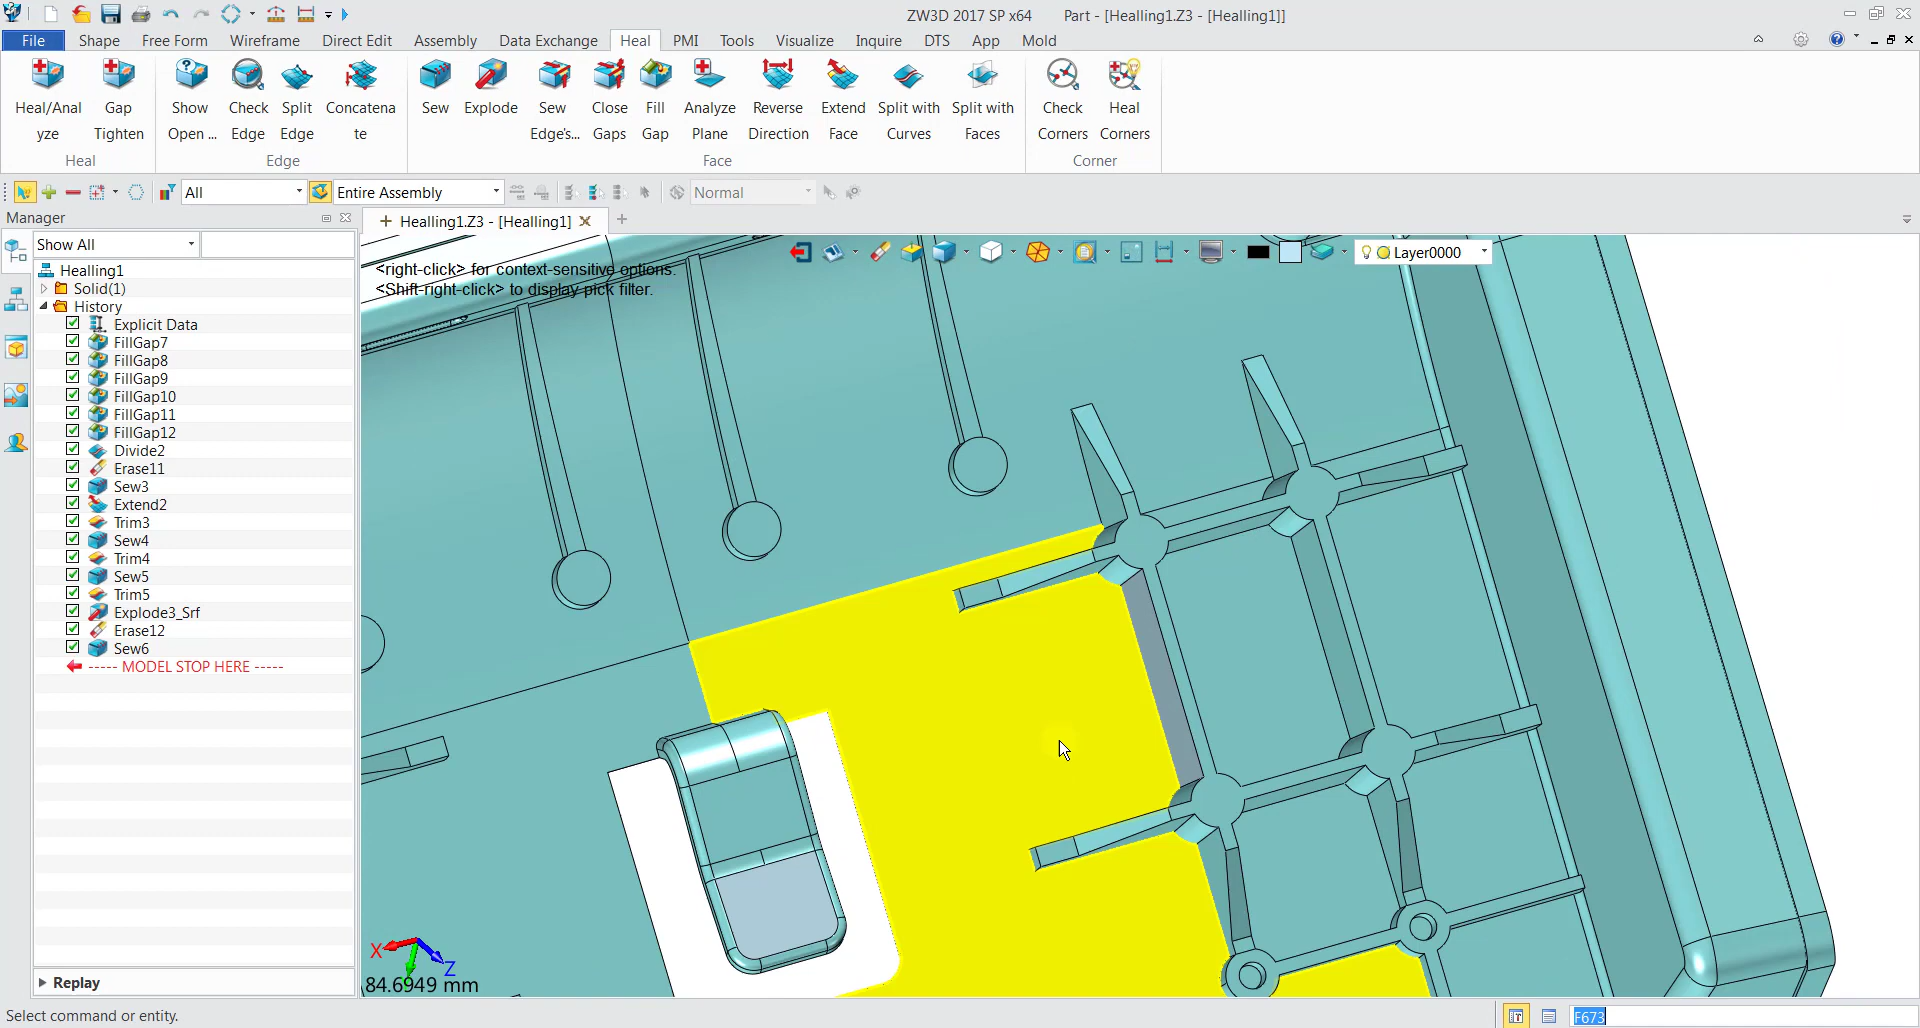 ZW3D 2017 SP x64 Part - [Healling1.Z3 - [Healling1]]
File Shape Free Form Wireframe Direct Edit Assembly Data Exchange Heal PMI Tools Visualize Inquire DTS App Mold
Heal/Anal yze
Gap Tighten
Show Open ...
Check Edge
Split Edge
Concatena te
Sew
Explode
Sew Edge's...
Close Gaps
Fill Gap
Analyze Plane
Reverse Direction
Extend Face
Split with Curves
Split with Faces
Check Corners
Heal Corners
Heal Edge Face Corner
All Entire Assembly Normal
Manager
Healling1.Z3 - [Healling1]
Show All
<right-click> for context-sensitive options.
<Shift-right-click> to display pick filter.
Layer0000
Healling1
Solid(1)
History
Explicit Data
FillGap7
FillGap8
FillGap9
FillGap10
FillGap11
FillGap12
Divide2
Erase11
Sew3
Extend2
Trim3
Sew4
Trim4
Sew5
Trim5
Explode3_Srf
Erase12
Sew6
----- MODEL STOP HERE -----
X
Z
84.6949 mm
Replay
Select command or entity.
F673